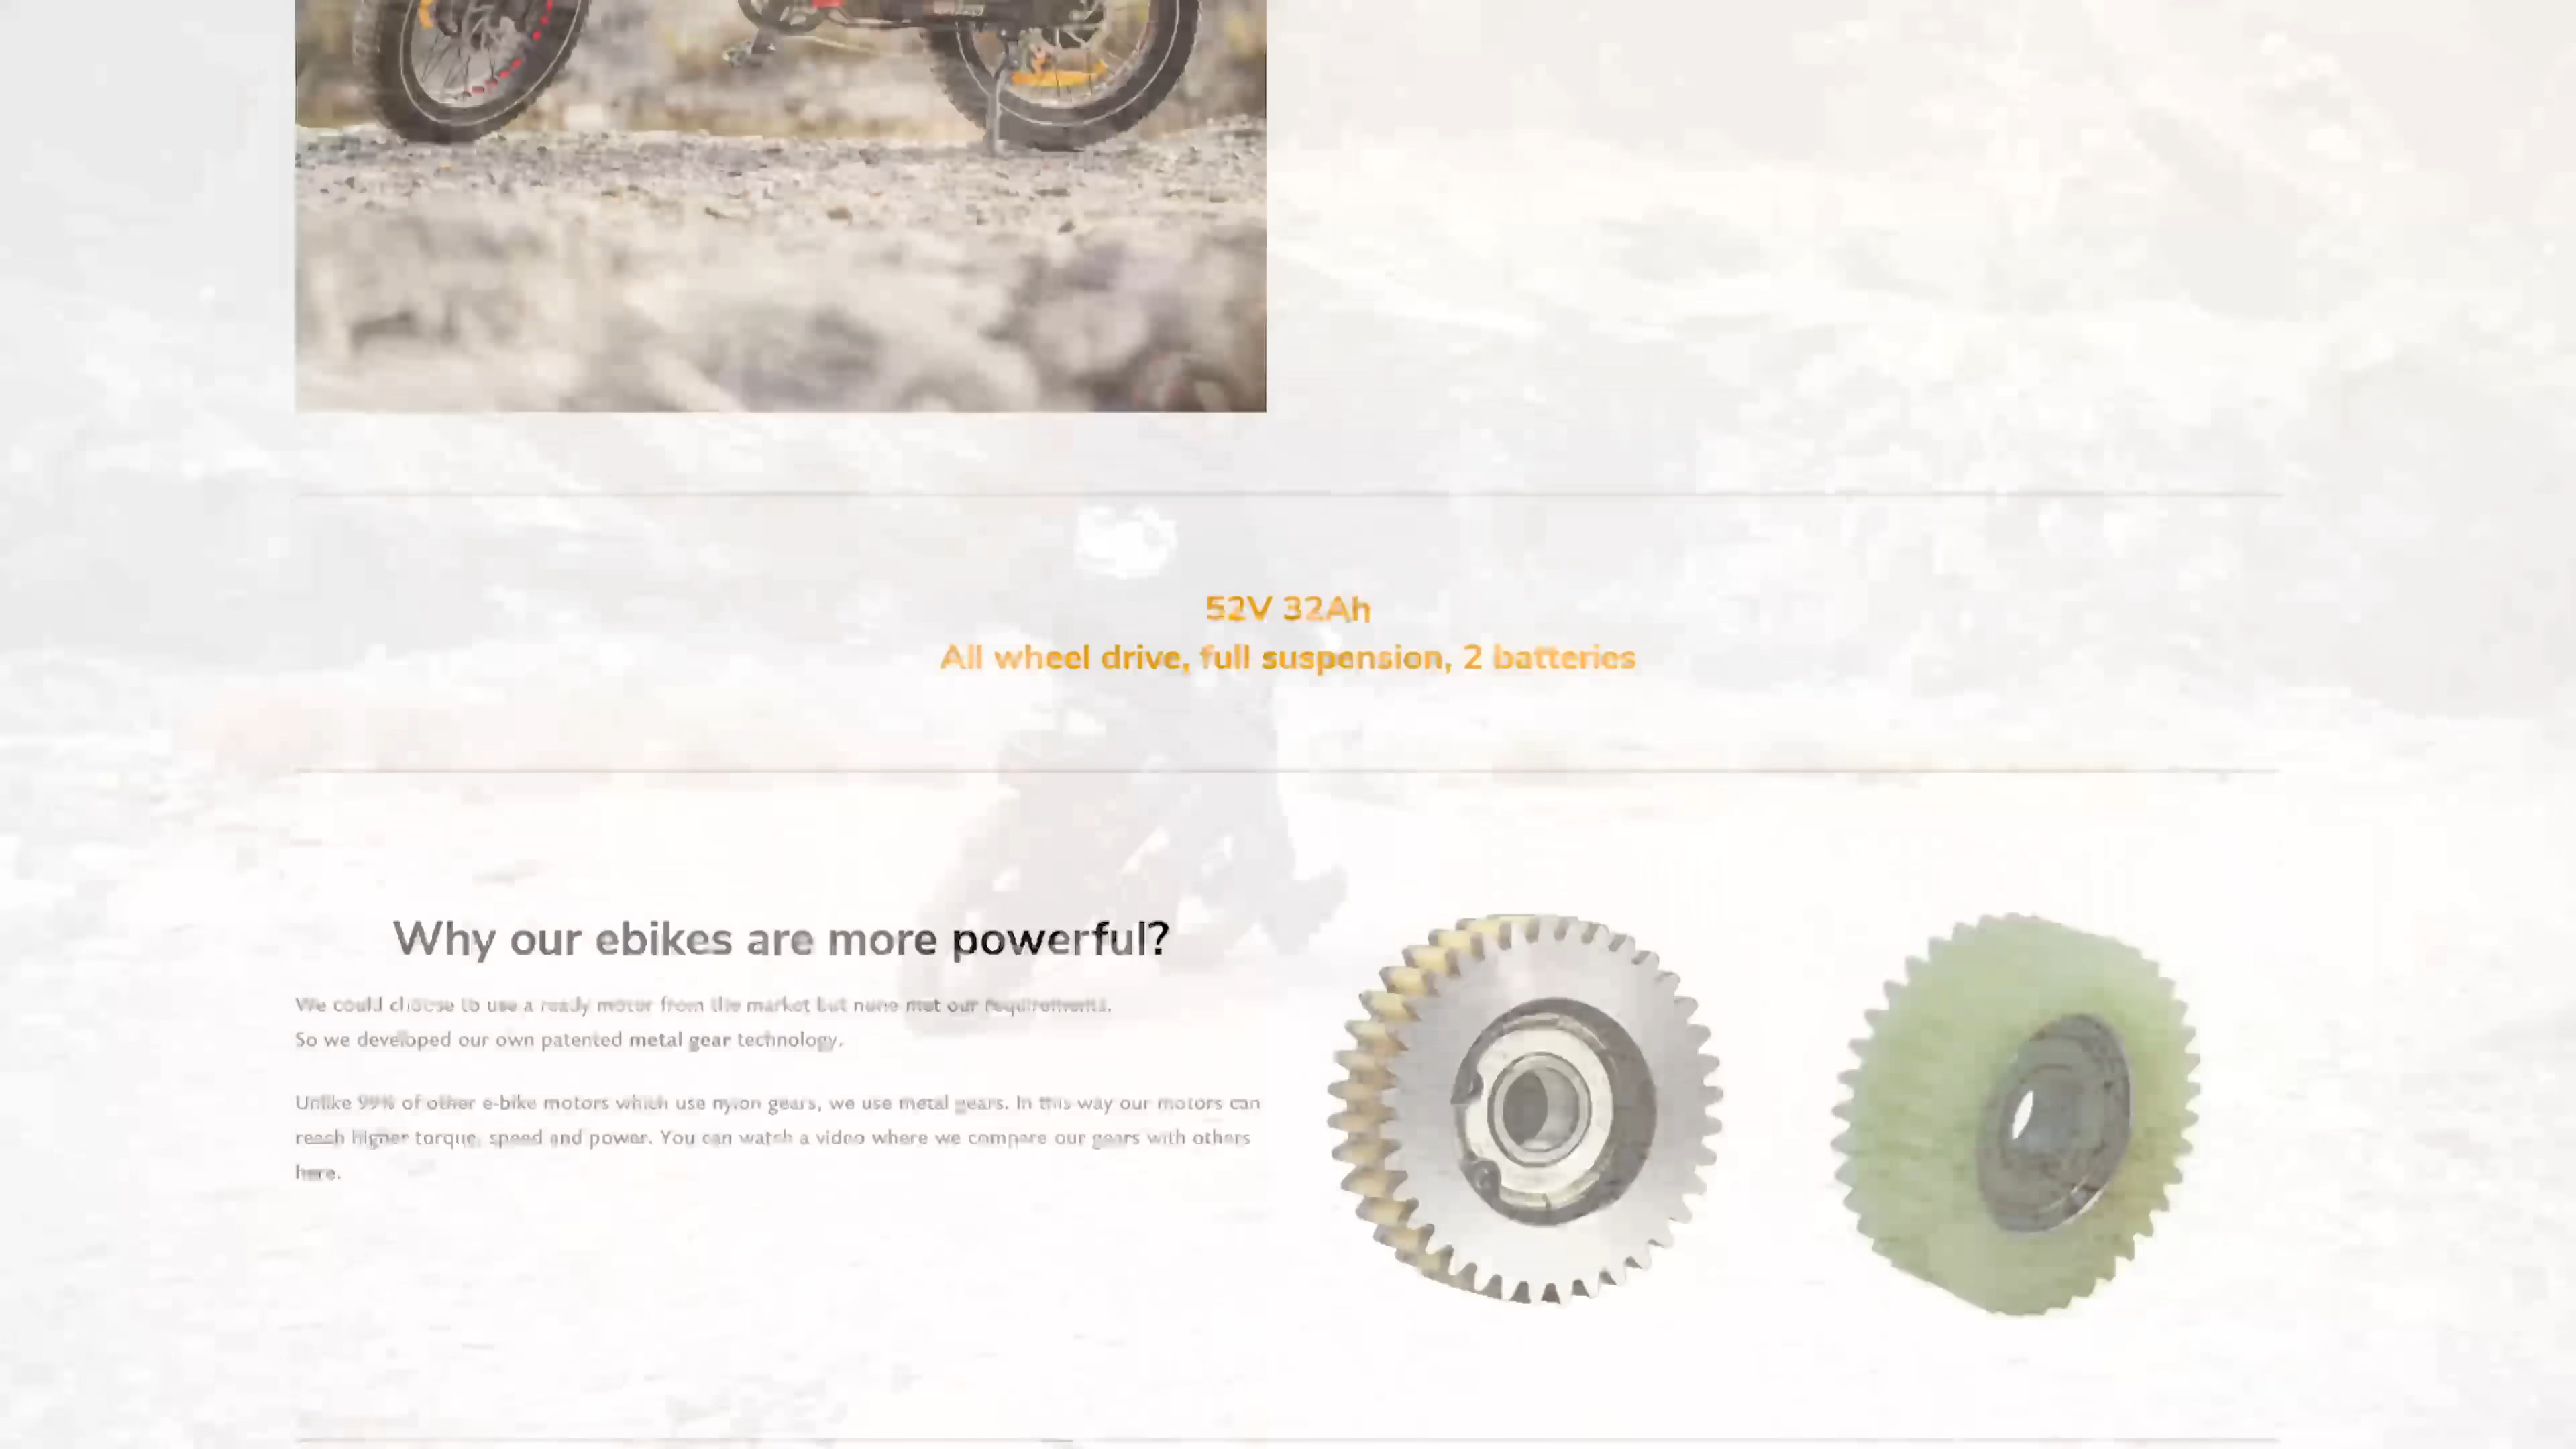 52V 32Ah
All wheel drive, full suspension, 2 batteries
Why our ebikes are more powerful?
We could choose to use a ready motor from the market but none met our requirements.
So we developed our own patented metal gear technology.
Unlike 99% of other e-bike motors which use nylon gears, we use metal gears. In this way our motors can
reach higher torque, speed and power. You can watch a video where we compare our gears with others
here.